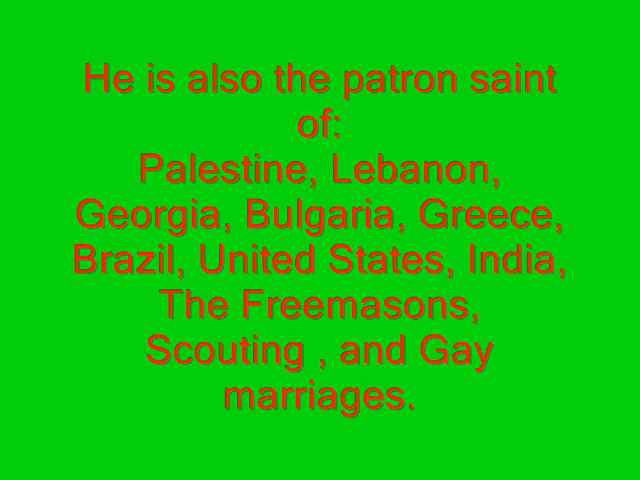 He is also the patron saint
of:
Palestine, Lebanon,
Georgia, Bulgaria, Greece,
Brazil, United States, India,
The Freemasons,
Scouting , and Gay
marriages.